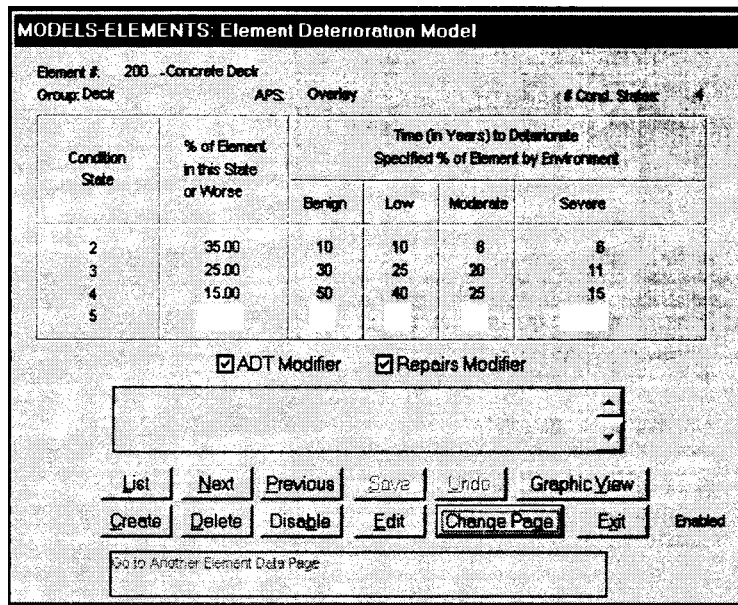 MODELS-ELEMENTS: Element Deterioration Model
Element #: 200 - Concrete Deck
Group: Deck APS: Overlay # Cond. States: 4
Condition State
% of Element in this State or Worse
Time (in Years) to Deteriorate
Specified % of Element by Environment
Benign Low Moderate Severe
2 35.00 10 10 6 6
3 25.00 30 25 20 11
4 15.00 50 40 25 15
5
ADT Modifier Repairs Modifier
List Next Previous Save Undo Graphic View
Create Delete Disable Edit Change Page Exit Enabled
Go to Another Element Data Page